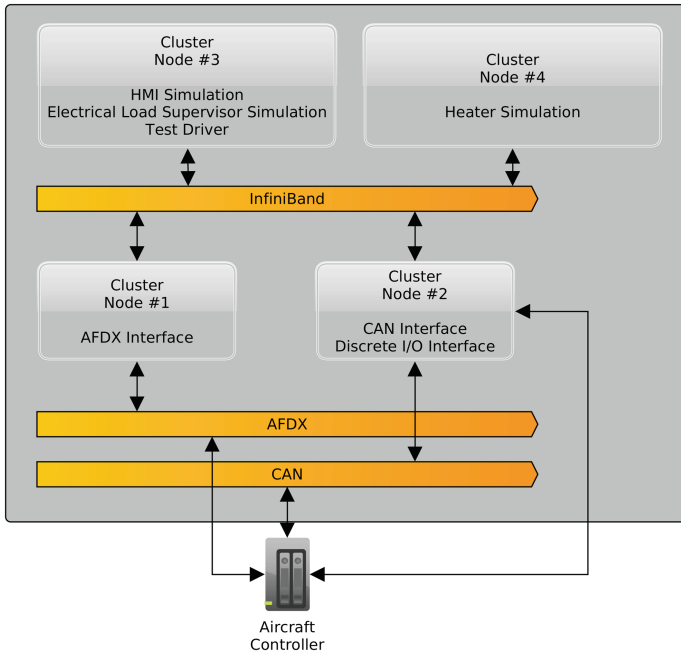 Cluster
Node #3
HMI Simulation
Electrical Load Supervisor Simulation
Test Driver
Cluster
Node #4
Heater Simulation
InfiniBand
Cluster
Node #1
AFDX Interface
Cluster
Node #2
CAN Interface
Discrete I/O Interface
AFDX
CAN
Aircraft
Controller